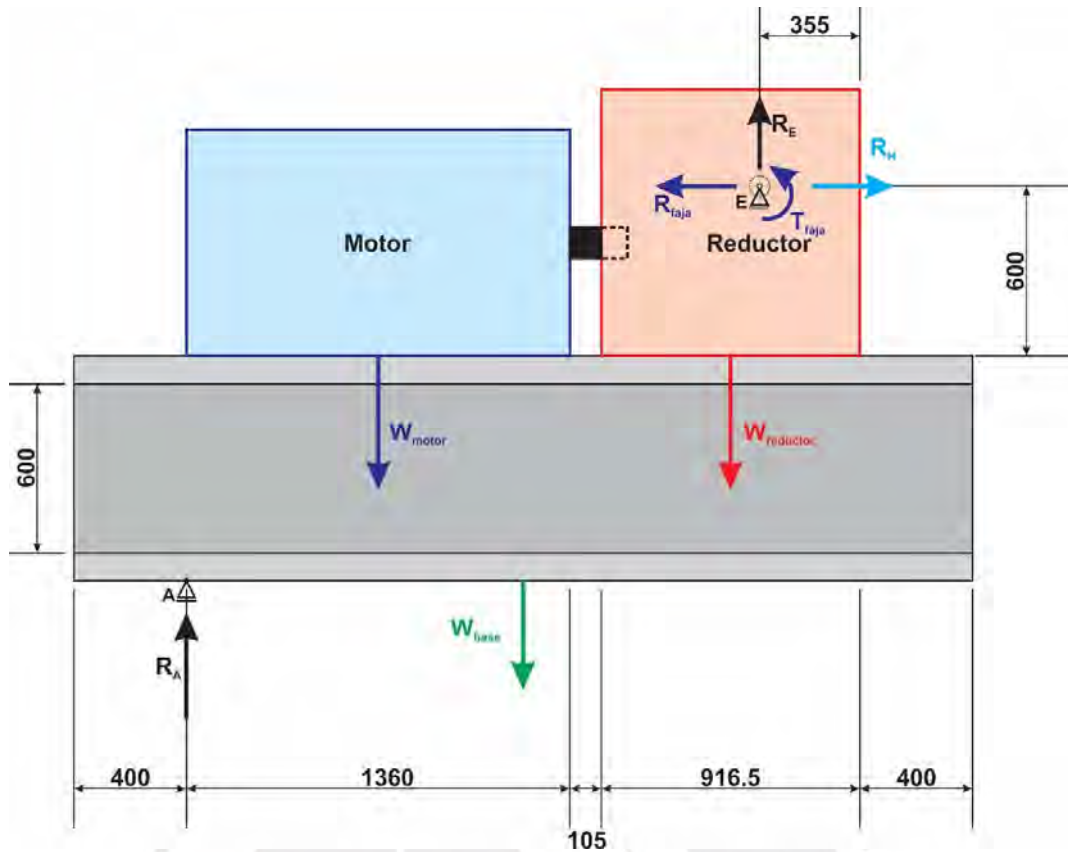 355
R_E
R_H
R_faja
E
T_faja
Motor
Reductor
600
600
W_motor
W_reductor
A
W_base
R_A
400
1360
916.5
400
105